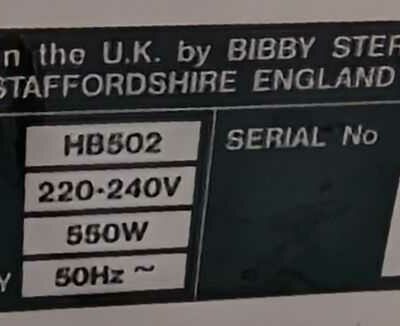 n the U.K. by BIBBY STER
STAFFORDSHIRE ENGLAND
HB502
SERIAL No
220-240V
550W
Y
50Hz ~